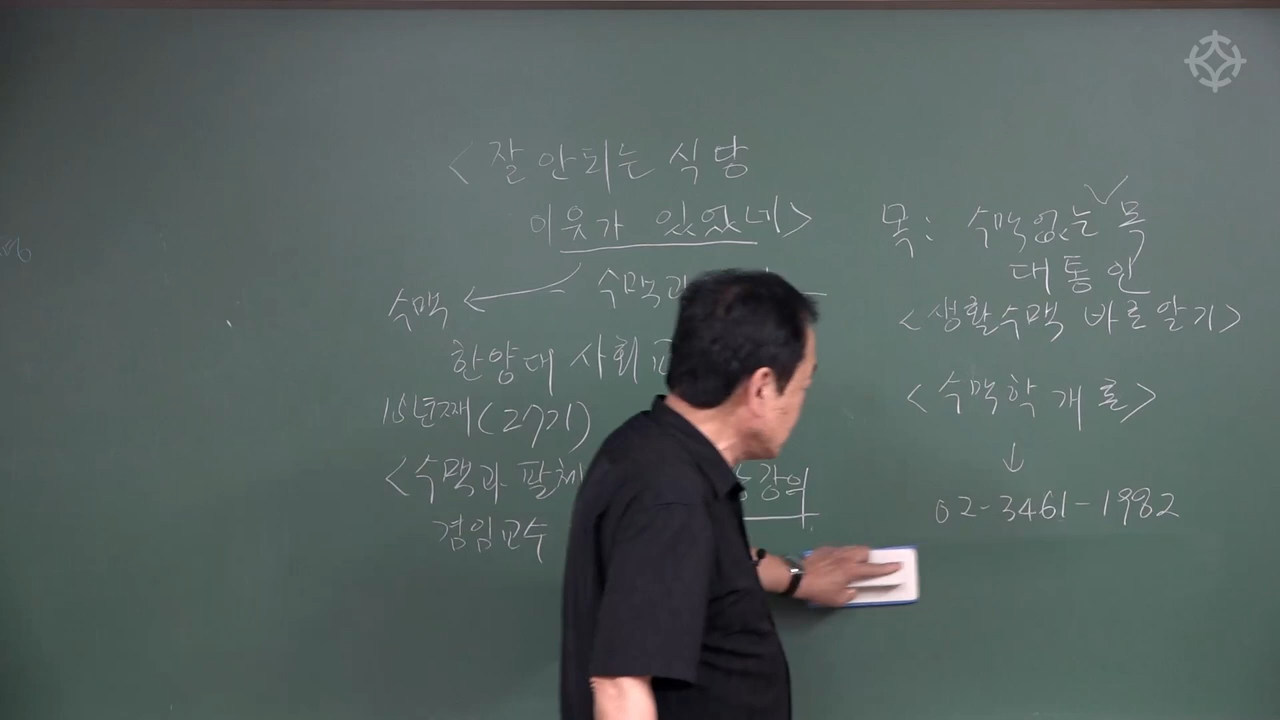 <잘 안되는 식당
이웃가 있었네>
수맥과
수맥
한양대 사회
15년째(27기)
<수맥과 팔체
강의
겸임교수
목: 수맥없는 목
대통인
<생활수맥 바로알기>
<수맥학개론>
↓
02-3461-1982